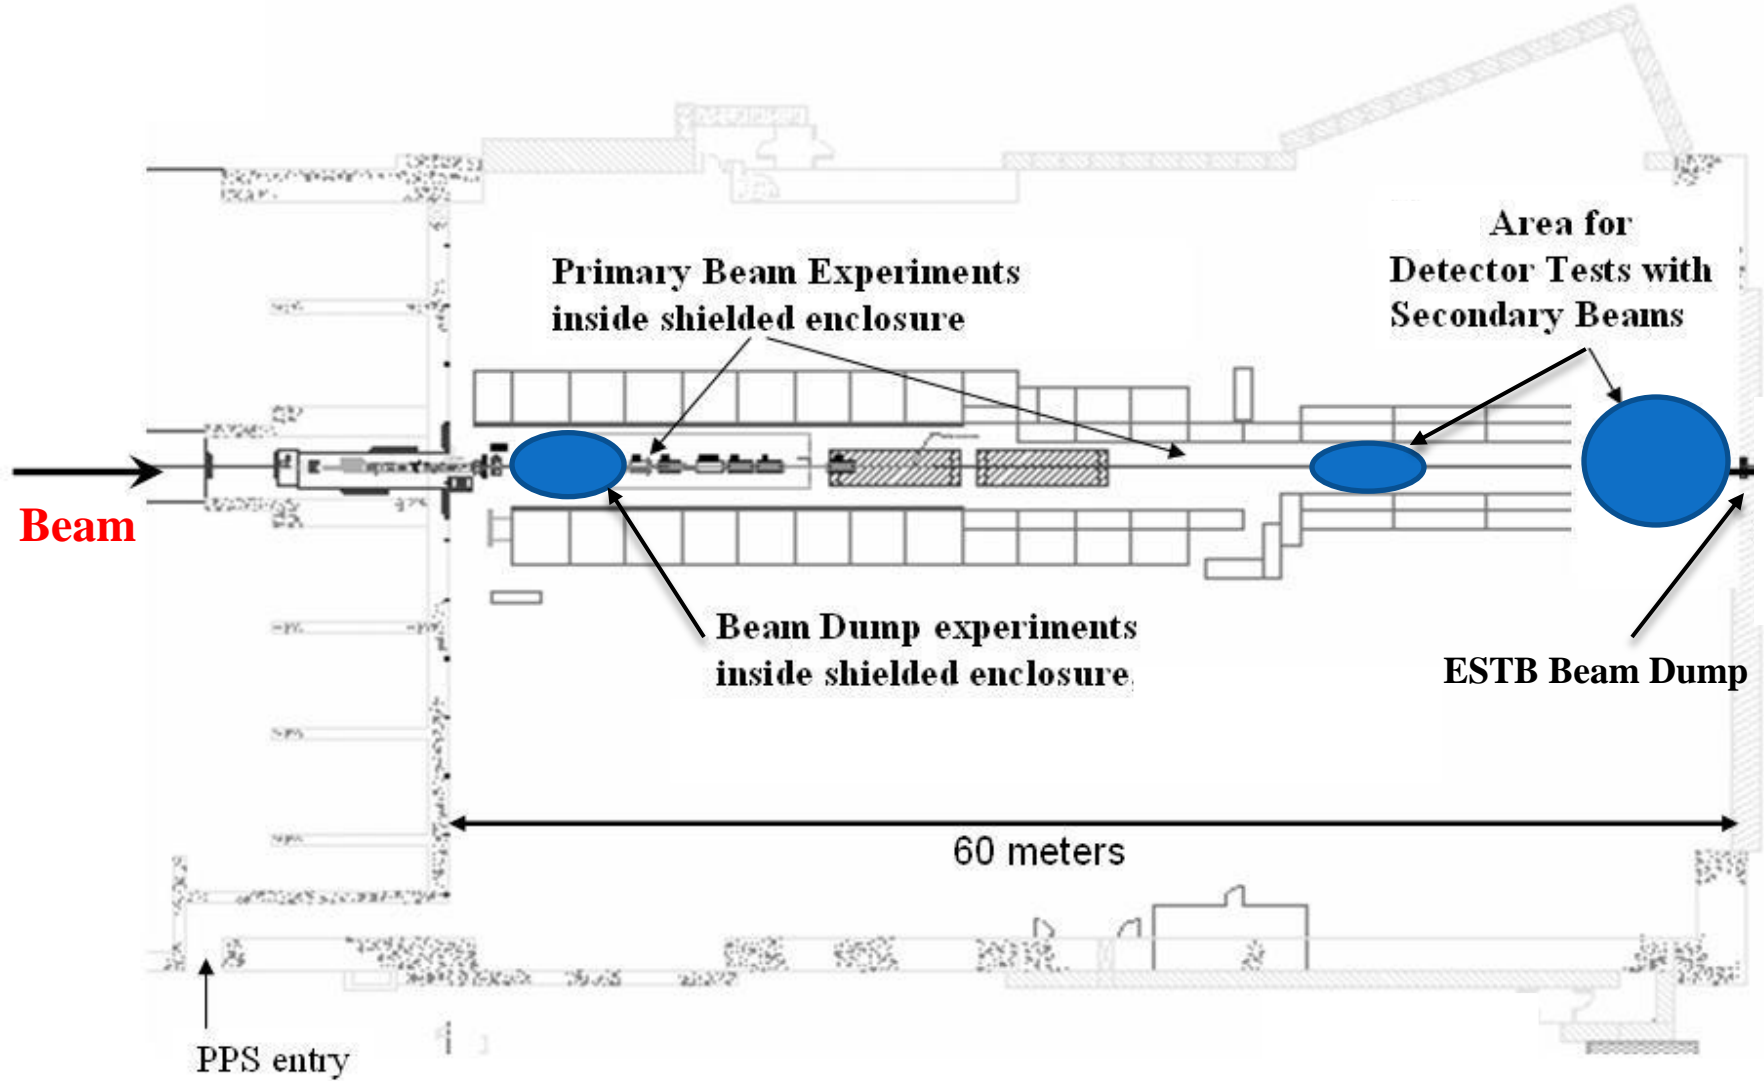 Area for
Detector Tests with
Secondary Beams
Primary Beam Experiments
inside shielded enclosure
Beam
Beam Dump experiments
inside shielded enclosure
ESTB Beam Dump
60 meters
PPS entry